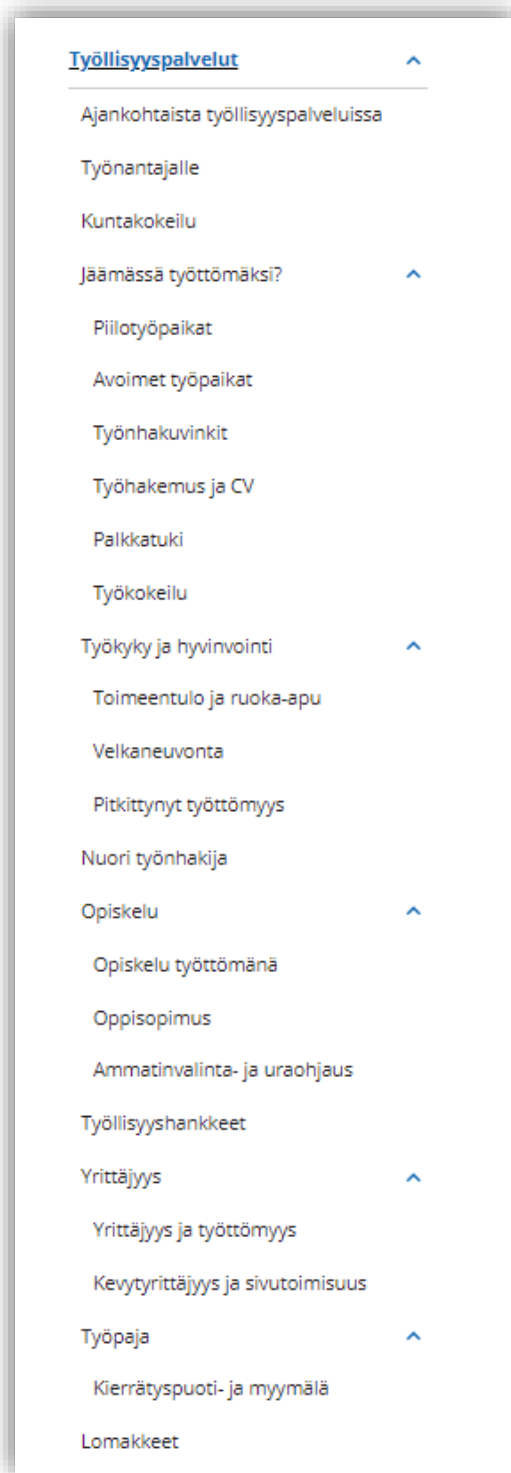 Työllisyyspalvelut
Ajankohtaista työllisyyspalveluissa
Työnantajalle
Kuntakokeilu
Jäämässä työttömäksi?
Piilotyöpaikat
Avoimet työpaikat
Työnhakuvinkit
Työhakemus ja CV
Palkkatuki
Työkokeilu
Työkyky ja hyvinvointi
Toimeentulo ja ruoka-apu
Velkaneuvonta
Pitkittynyt työttömyys
Nuori työnhakija
Opiskelu
Opiskelu työttömänä
Oppisopimus
Ammatinvalinta- ja uraohjaus
Työllisyyshankkeet
Yrittäjyys
Yrittäjyys ja työttömyys
Kevytyrittäjyys ja sivutoimisuus
Työpaja
Kierrätyspuoti- ja myymälä
Lomakkeet